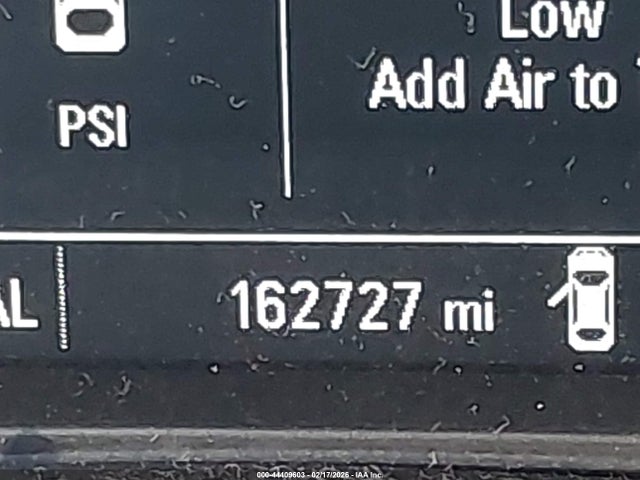 Low
Add Air to
PSI
AL
162727 mi
000-44409603 - 02/17/2026 - IAA Inc.